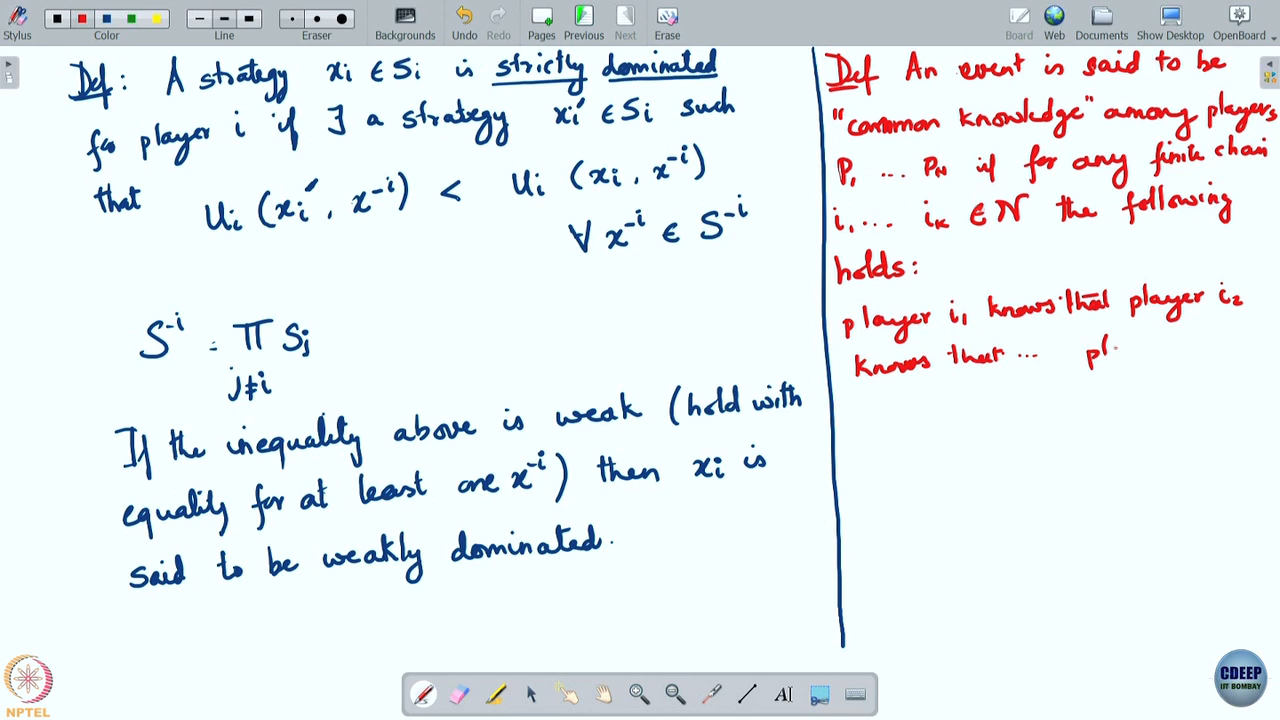 Stylus
Color
Line
Eraser
Backgrounds
Undo
Redo
Pages
Previous
Next
Erase
Board
Web
Documents
Show Desktop
OpenBoard
Def: A strategy xi ∈ Si is strictly dominated
for player i if ∃ a strategy xi' ∈ Si such
that ui (xi', x⁻ⁱ) < ui (xi, x⁻ⁱ)
∀ x⁻ⁱ ∈ S⁻ⁱ
S⁻ⁱ = Π Sj
j≠i
If the inequality above is weak (hold with
equality for at least one x⁻ⁱ) then xi is
said to be weakly dominated.
Def An event is said to be
"common knowledge" among players
P₁ ... P_N if for any finite chain
i₁ ... i_K ∈ N the following
holds:
player i₁ knows that player i₂
knows that ... pl
NPTEL
CDEEP
IIT BOMBAY